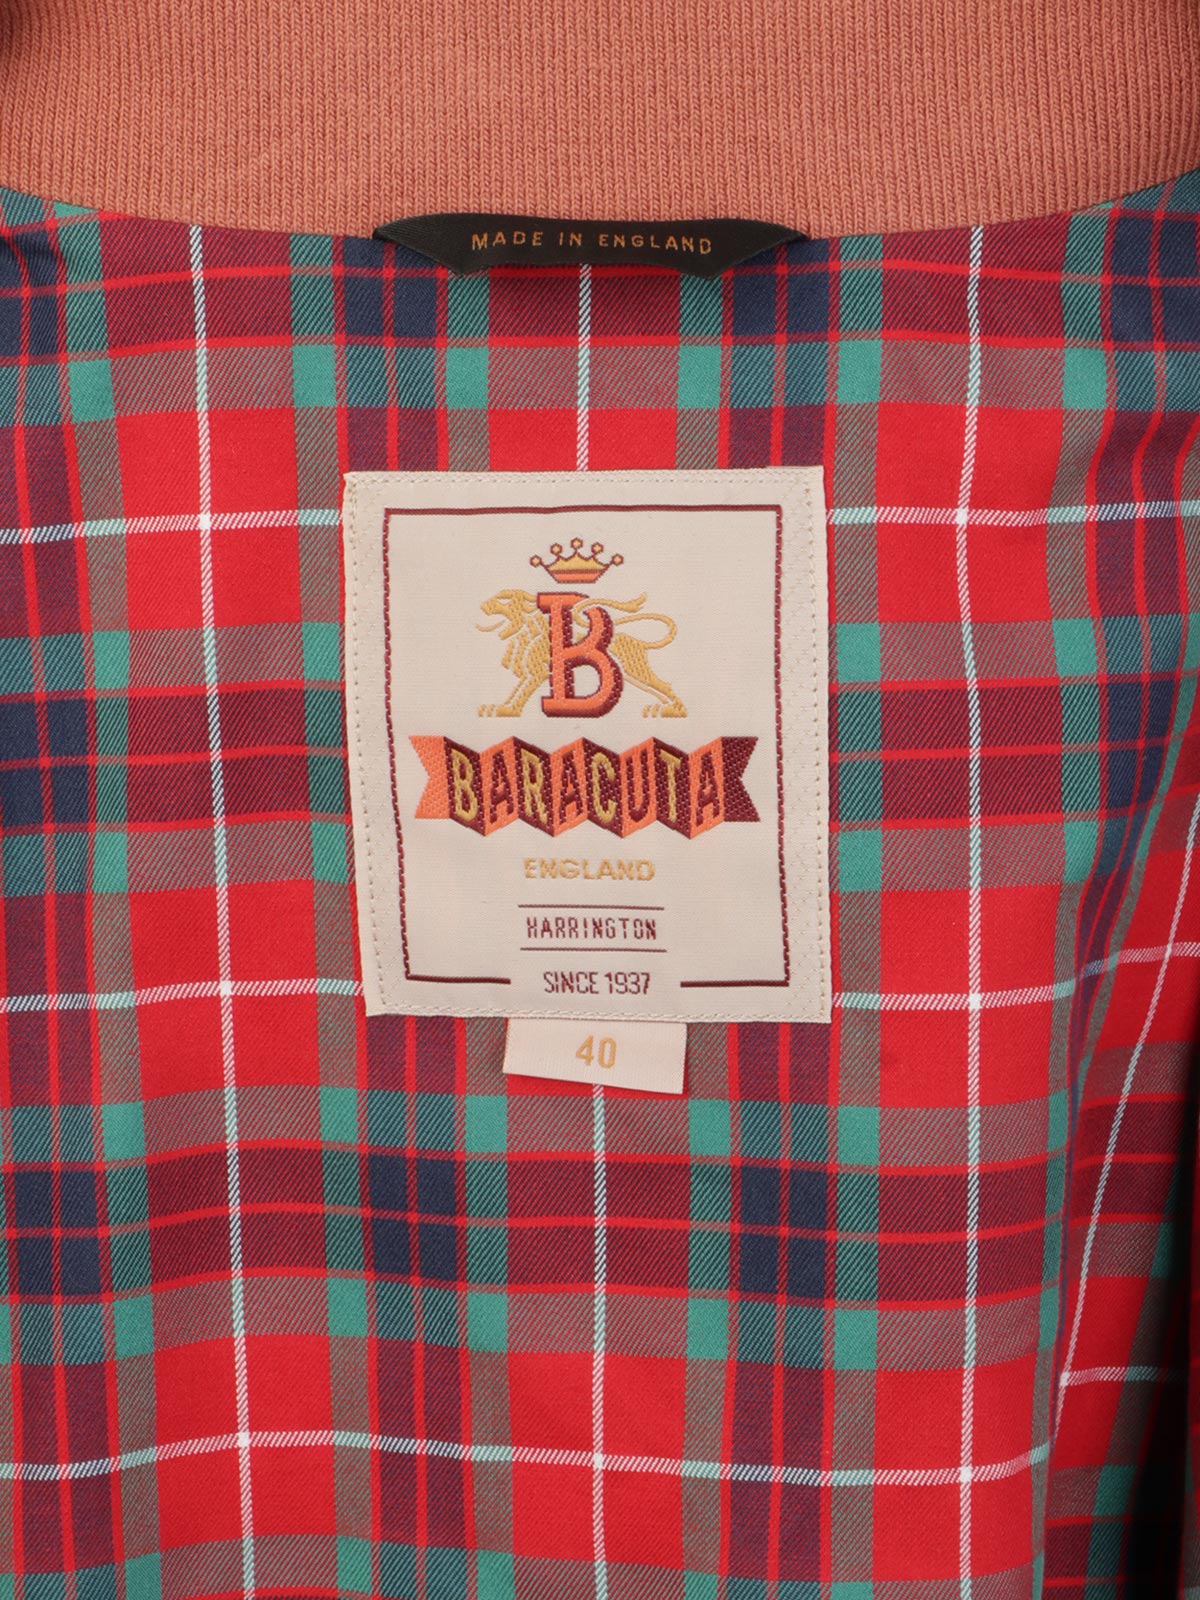 MADE IN ENGLAND
B
BARACUTA
ENGLAND
HARRINGTON
SINCE 1937
40